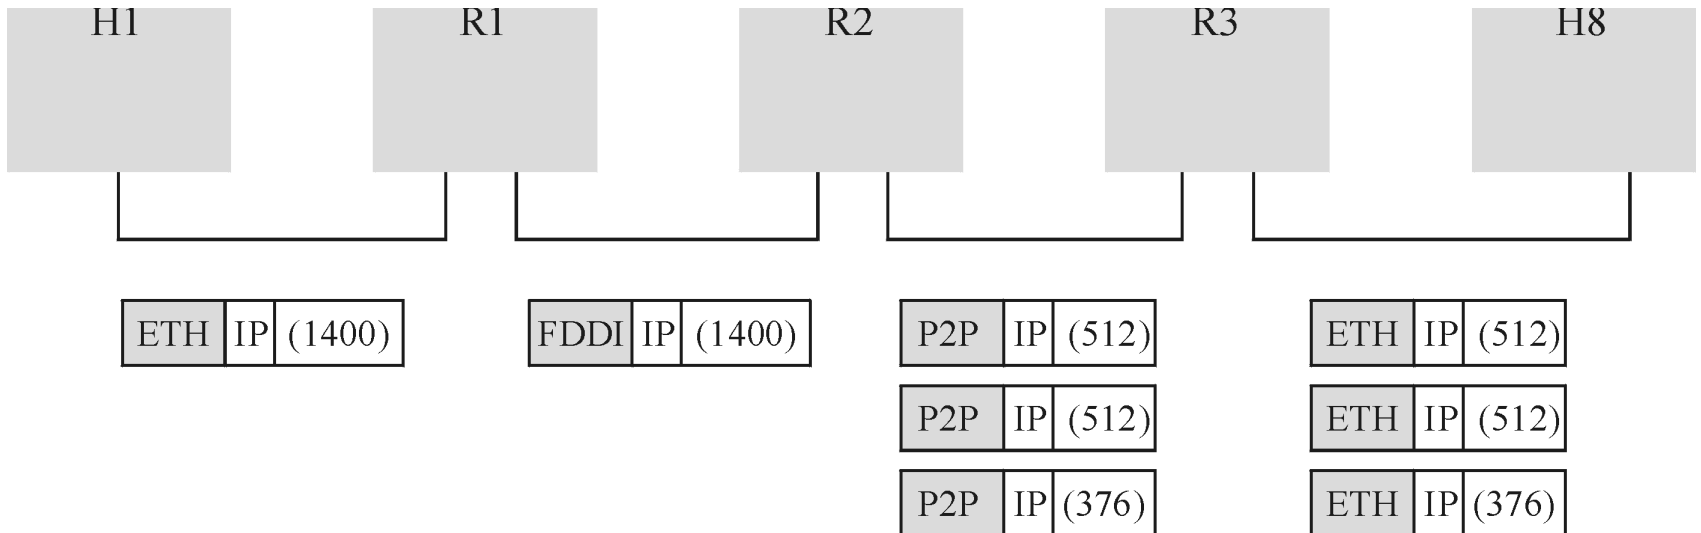 H1 R1 R2 R3 H8
ETH IP (1400) FDDI IP (1400) P2P IP (512) ETH IP (512)
P2P IP (512) ETH IP (512)
P2P IP (376) ETH IP (376)